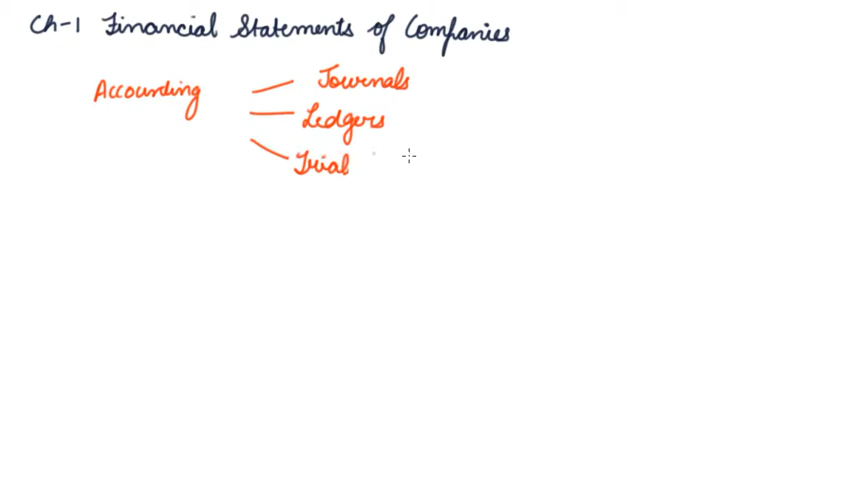 Ch-1 Financial Statements of Companies
Accounting
Journals
Ledgers
Trial